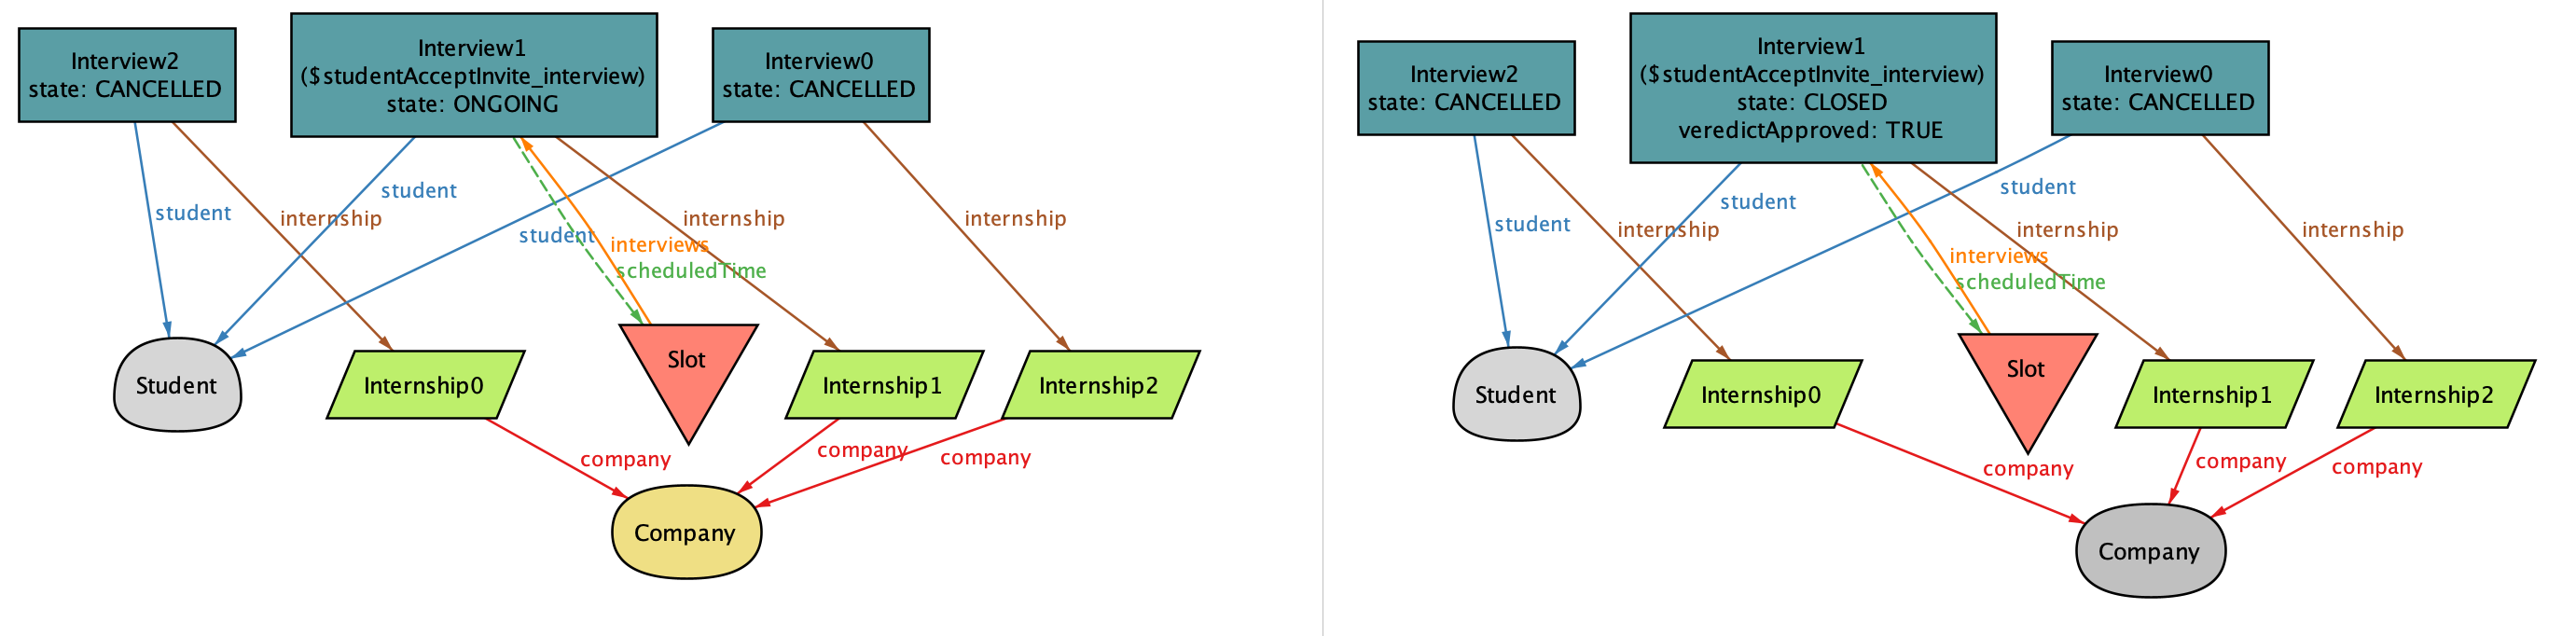 Interview2
state: CANCELLED
Interview1
($studentAcceptInvite_interview)
state: ONGOING
Interview0
state: CANCELLED
student
internship
student
student
interviews
scheduledTime
internship
internship
Student
Internship0
Slot
Internship1
Internship2
company
company
company
Company
Interview2
state: CANCELLED
Interview1
($studentAcceptInvite_interview)
state: CLOSED
veredictApproved: TRUE
Interview0
state: CANCELLED
student
internship
student
student
interviews
scheduledTime
internship
internship
Student
Internship0
Slot
Internship1
Internship2
company
company
company
Company